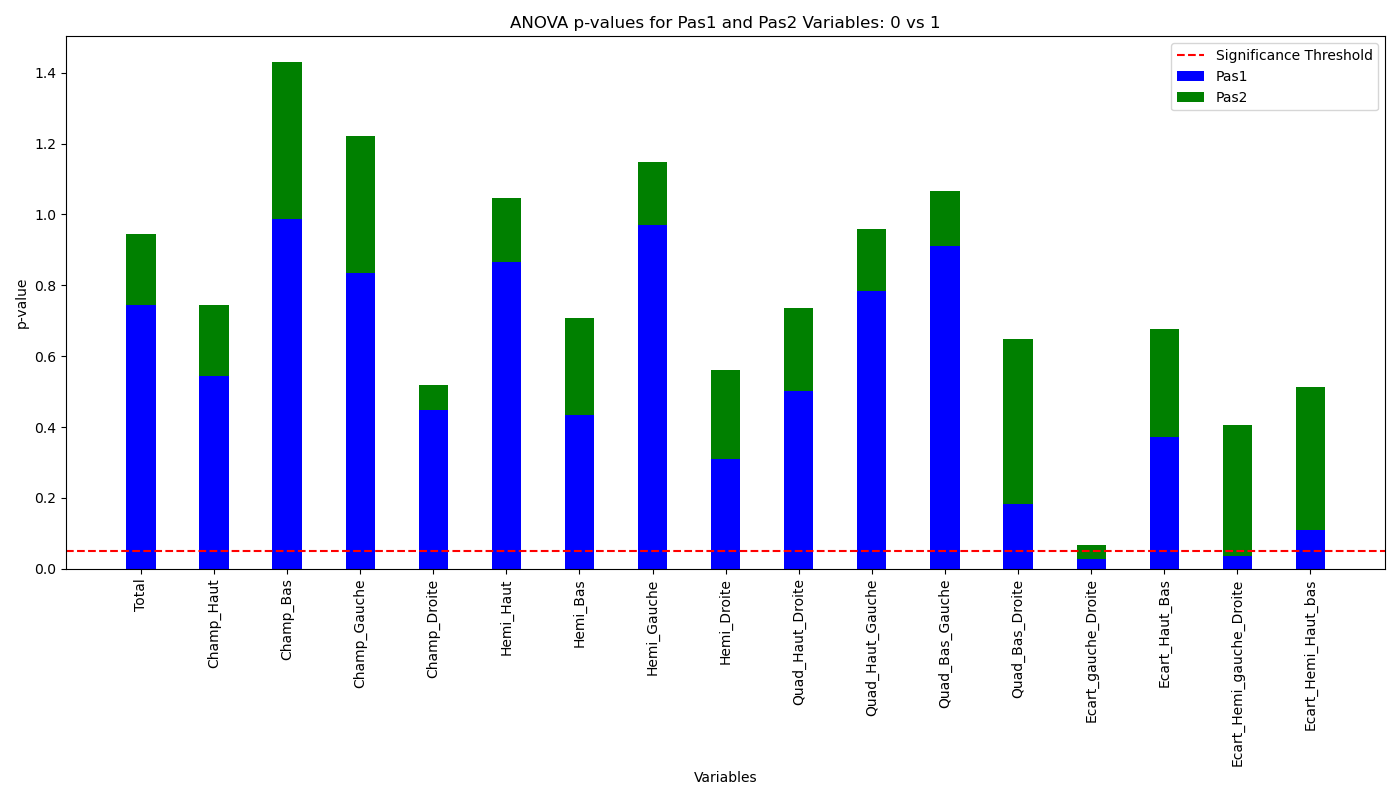 ANOVA p-values for Pas1 and Pas2 Variables: 0 vs 1
Significance Threshold
Pas1
Pas2
p-value
1.4
1.2
1.0
0.8
0.6
0.4
0.2
0.0
Total
Champ_Haut
Champ_Bas
Champ_Gauche
Champ_Droite
Hemi_Haut
Hemi_Bas
Hemi_Gauche
Hemi_Droite
Quad_Haut_Droite
Quad_Haut_Gauche
Quad_Bas_Gauche
Quad_Bas_Droite
Ecart_gauche_Droite
Ecart_Haut_Bas
Ecart_Hemi_gauche_Droite
Ecart_Hemi_Haut_bas
Variables